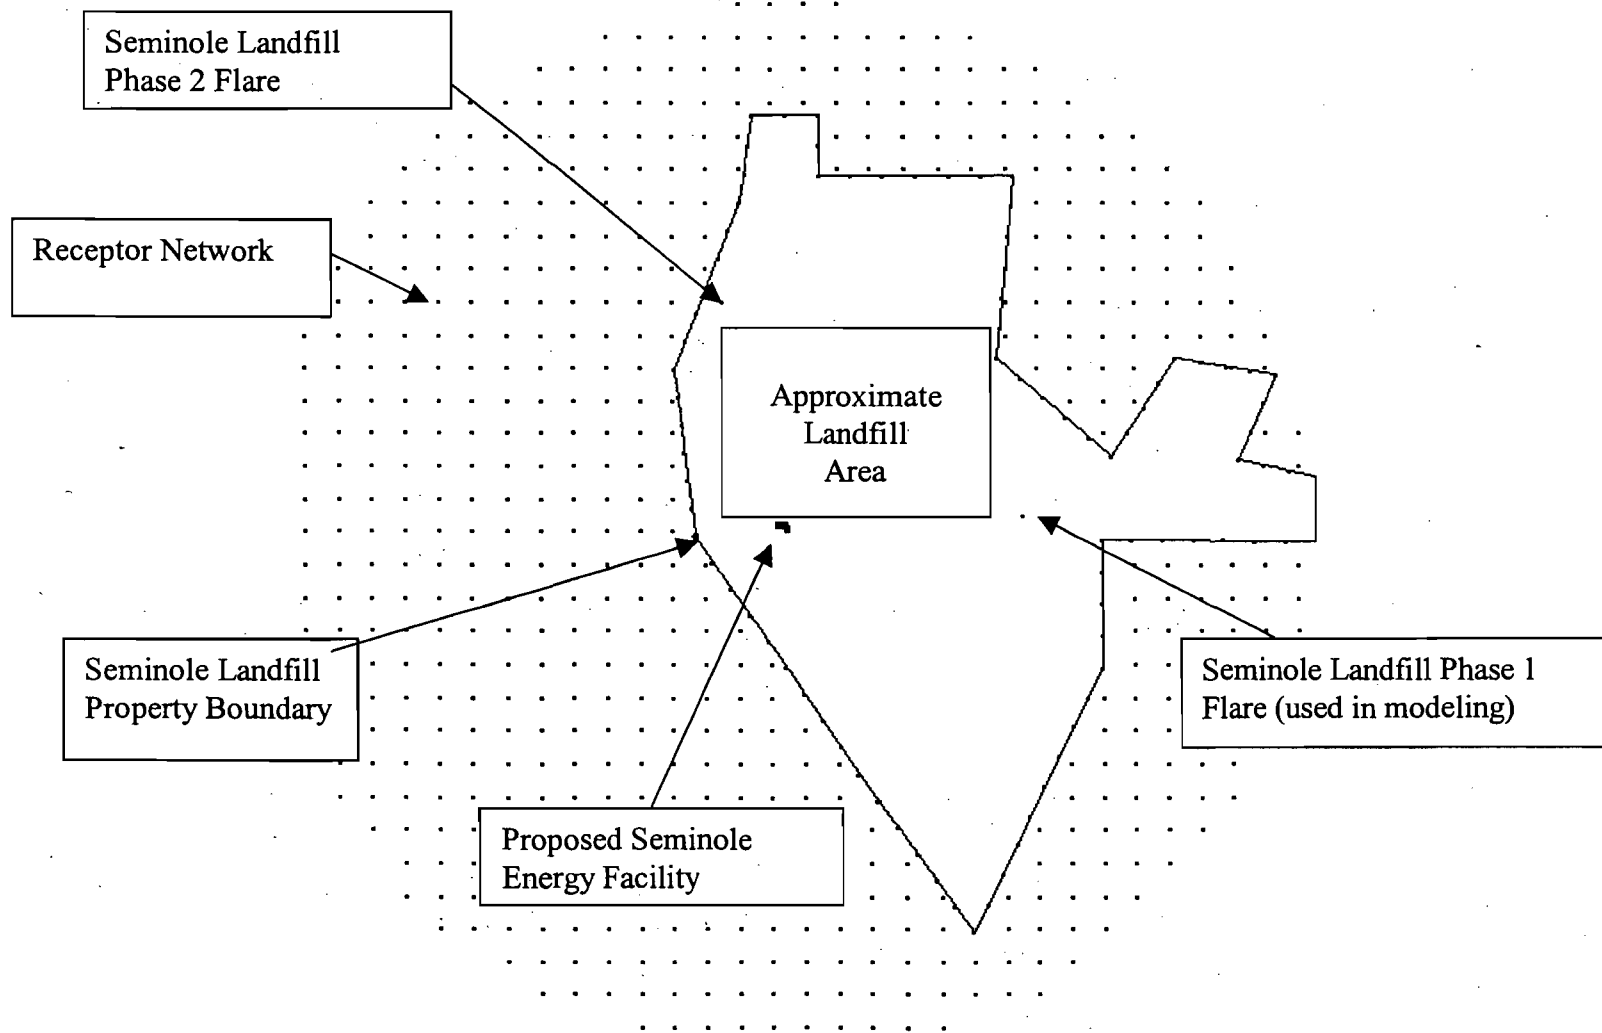 Seminole Landfill
Phase 2 Flare
Receptor Network
Approximate
Landfill
Area
Seminole Landfill
Property Boundary
Seminole Landfill Phase 1
Flare (used in modeling)
Proposed Seminole
Energy Facility